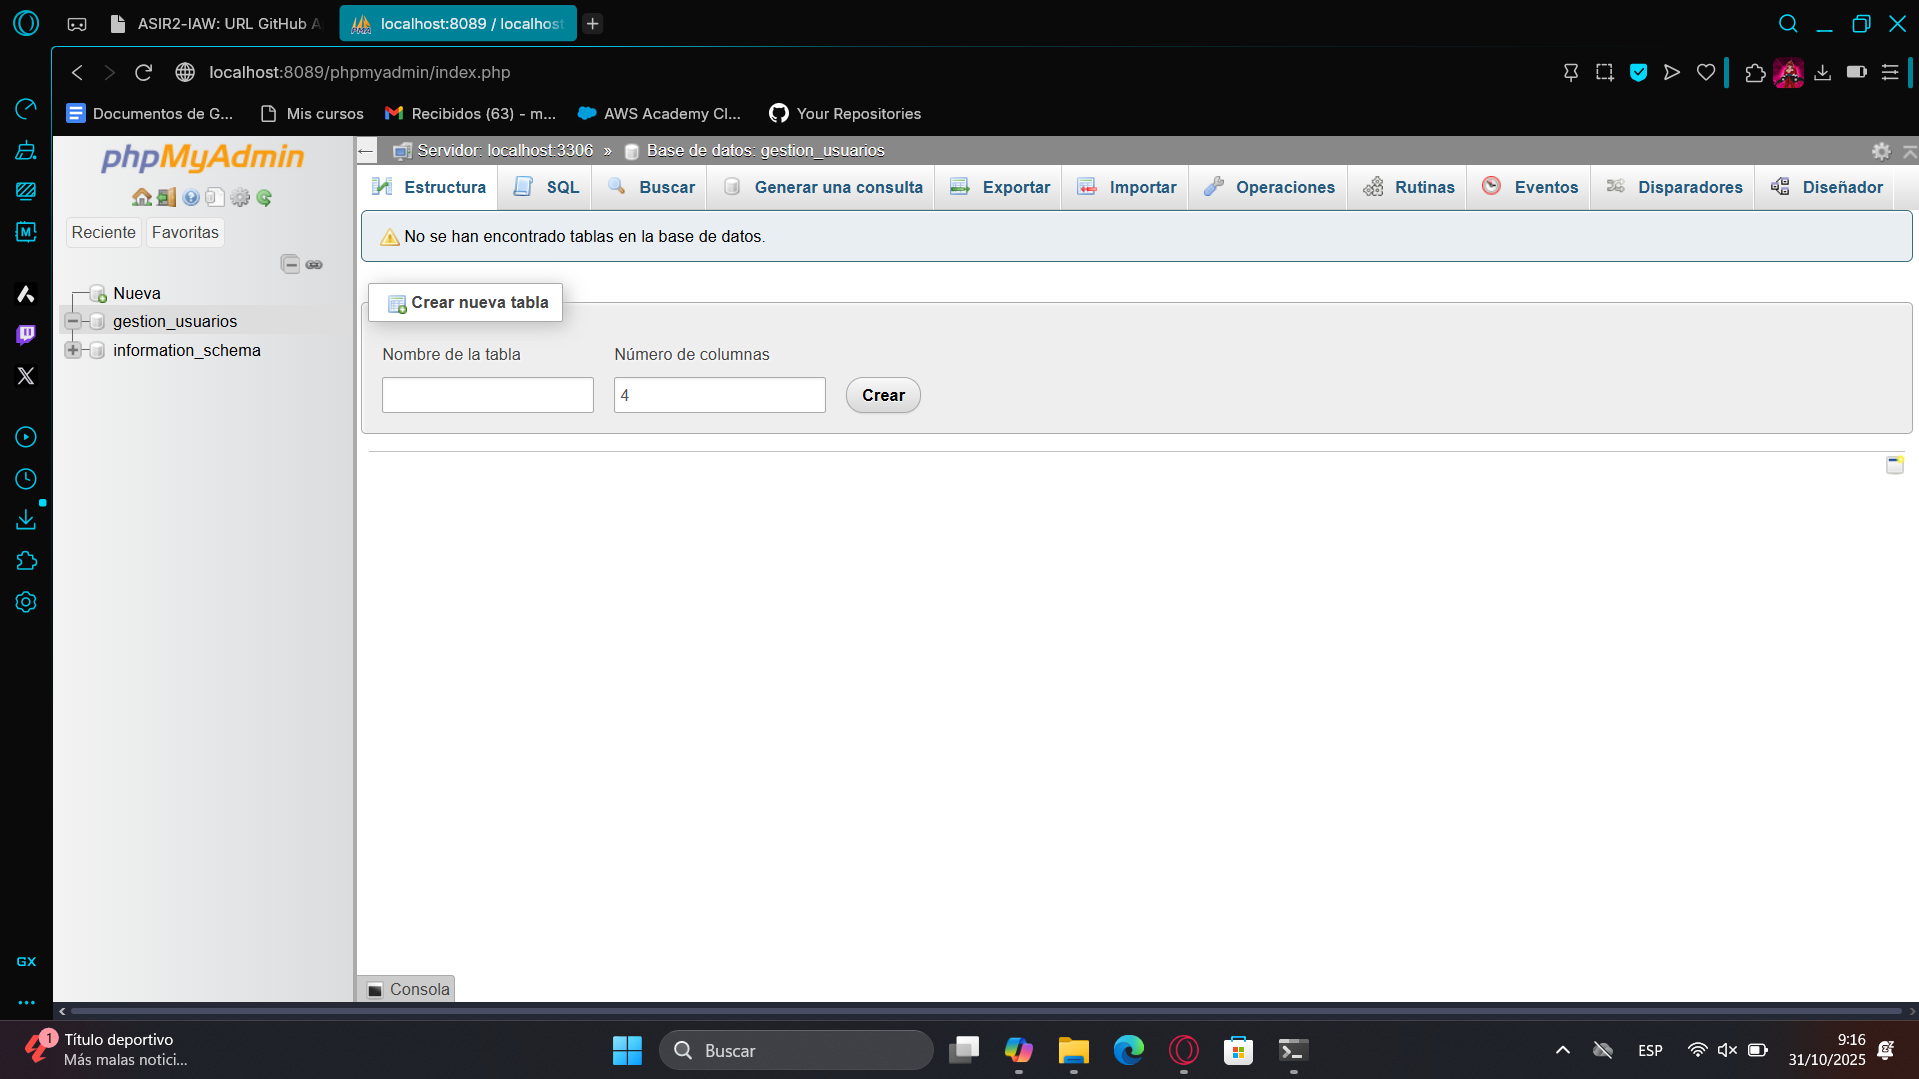 ASIR2-IAW: URL GitHub A
localhost:8089 / localhost
localhost:8089/phpmyadmin/index.php
Documentos de G...
Mis cursos
Recibidos (63) - m...
AWS Academy Cl...
Your Repositories
phpMyAdmin
Reciente
Favoritas
Nueva
gestion_usuarios
information_schema
Servidor: localhost:3306 » Base de datos: gestion_usuarios
Estructura
SQL
Buscar
Generar una consulta
Exportar
Importar
Operaciones
Rutinas
Eventos
Disparadores
Diseñador
No se han encontrado tablas en la base de datos.
Crear nueva tabla
Nombre de la tabla
Número de columnas
4
Crear
Consola
GX
1
Título deportivo
Más malas notici...
Buscar
ESP
9:16
31/10/2025